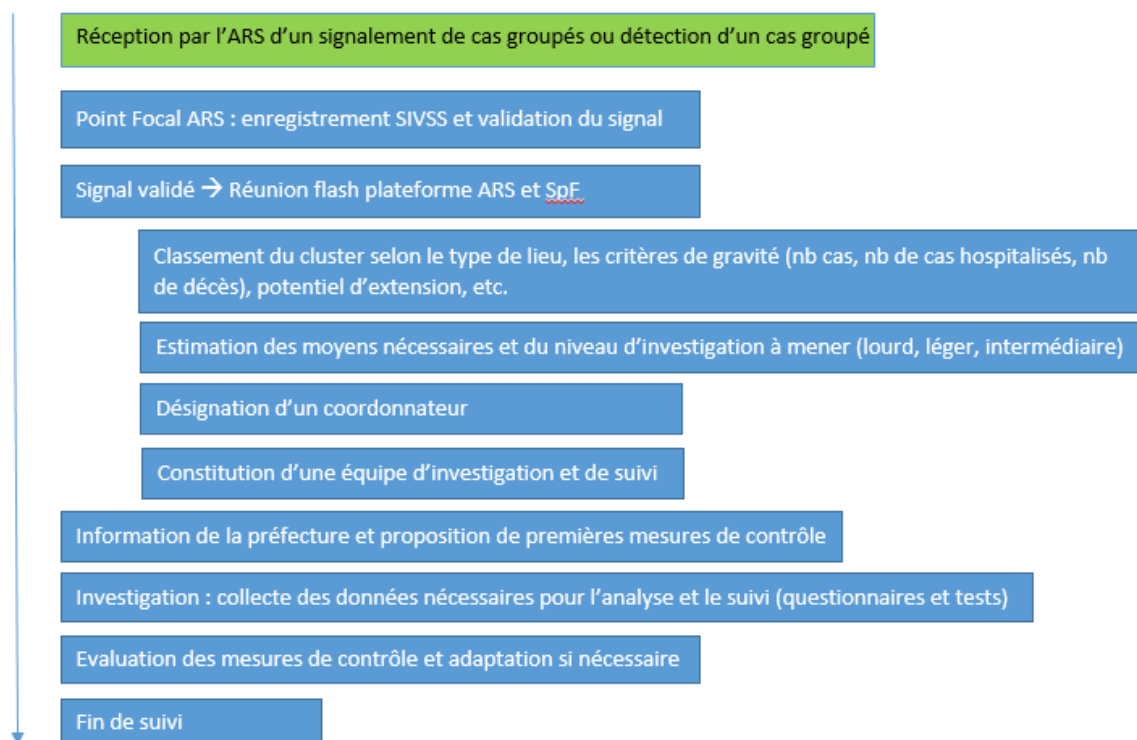 Réception par l’ARS d’un signalement de cas groupés ou détection d’un cas groupé
Point Focal ARS : enregistrement SIVSS et validation du signal
Signal validé → Réunion flash plateforme ARS et SpF
Classement du cluster selon le type de lieu, les critères de gravité (nb cas, nb de cas hospitalisés, nb
de décès), potentiel d’extension, etc.
Estimation des moyens nécessaires et du niveau d’investigation à mener (lourd, léger, intermédiaire)
Désignation d’un coordonnateur
Constitution d’une équipe d’investigation et de suivi
Information de la préfecture et proposition de premières mesures de contrôle
Investigation : collecte des données nécessaires pour l’analyse et le suivi (questionnaires et tests)
Evaluation des mesures de contrôle et adaptation si nécessaire
Fin de suivi